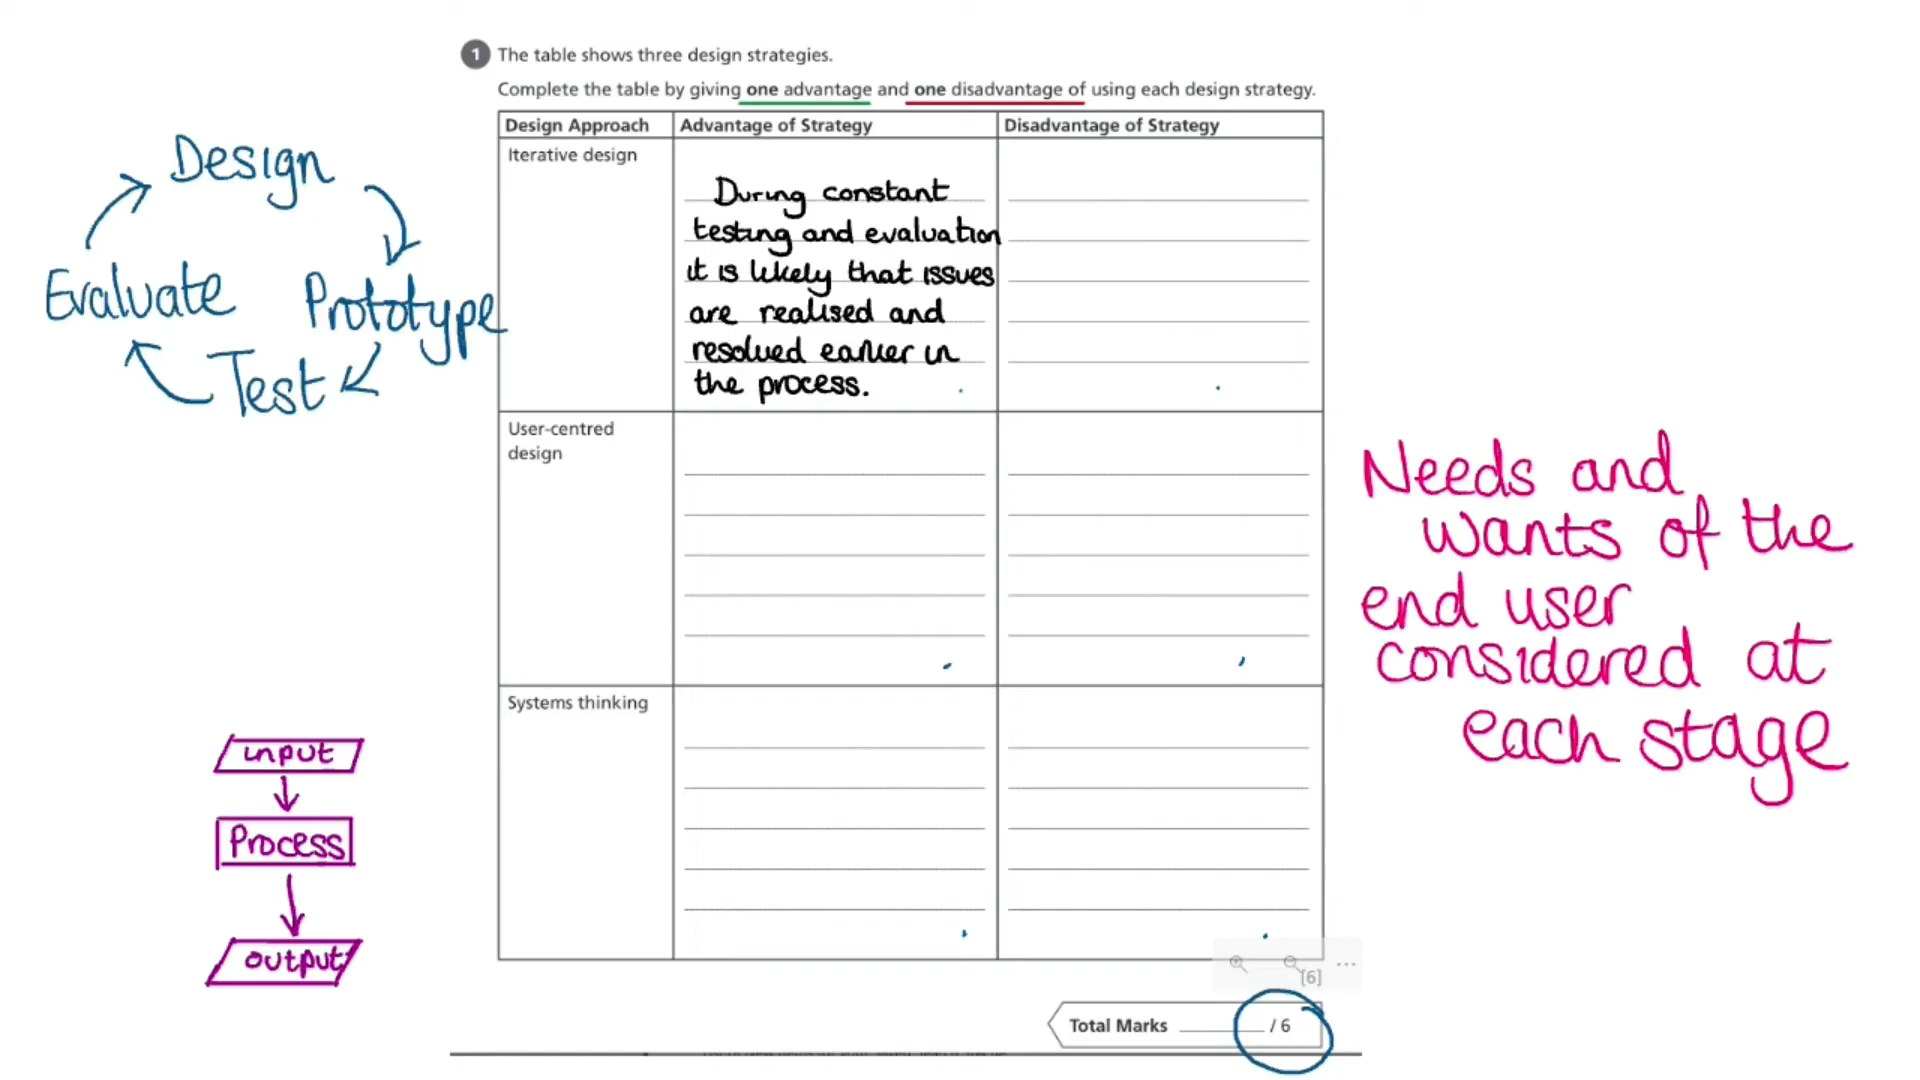 1 The table shows three design strategies.
Complete the table by giving one advantage and one disadvantage of using each design strategy.
Design Approach Advantage of Strategy Disadvantage of Strategy
Iterative design
During constant
testing and evaluation
it is likely that issues
are realised and
resolved earlier in
the process.
User-centred
design
Systems thinking
[6]
Total Marks / 6
Design
Prototype
Test
Evaluate
input
Process
output
Needs and
wants of the
end user
considered at
each stage